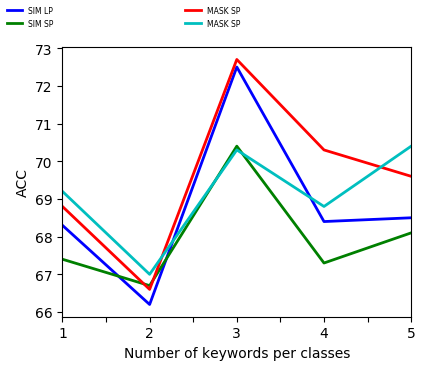 SIM LP MASK SP
SIM SP MASK SP
73
72
71
70
69
68
67
66
ACC
1 2 3 4 5
Number of keywords per classes